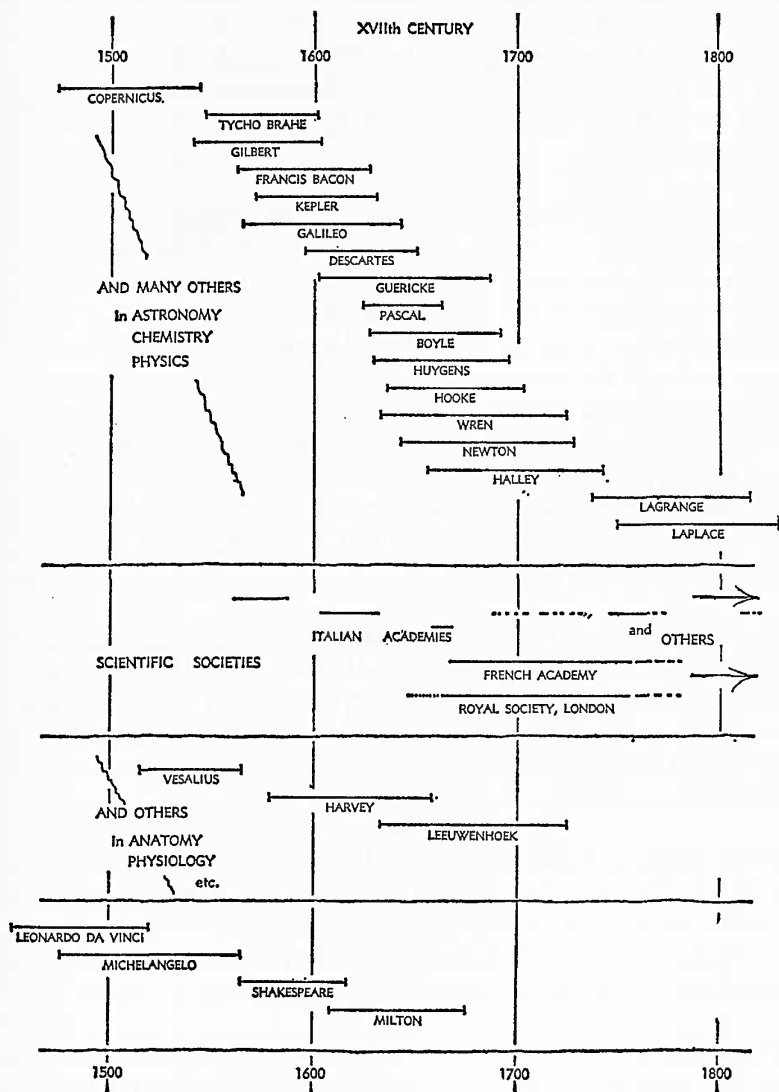 XVIIth CENTURY
1500 1600 1700 1800
COPERNICUS.
TYCHO BRAHE
GILBERT
FRANCIS BACON
KEPLER
GALILEO
DESCARTES
GUERICKE
AND MANY OTHERS
In ASTRONOMY
CHEMISTRY
PHYSICS
PASCAL
BOYLE
HUYGENS
HOOKE
WREN
NEWTON
HALLEY
LAGRANGE
LAPLACE
ITALIAN ACADEMIES
and OTHERS
SCIENTIFIC SOCIETIES
FRENCH ACADEMY
ROYAL SOCIETY, LONDON
VESALIUS
HARVEY
AND OTHERS
In ANATOMY
PHYSIOLOGY
etc.
LEEUWENHOEK
LEONARDO DA VINCI
MICHELANGELO
SHAKESPEARE
MILTON
1500 1600 1700 1800